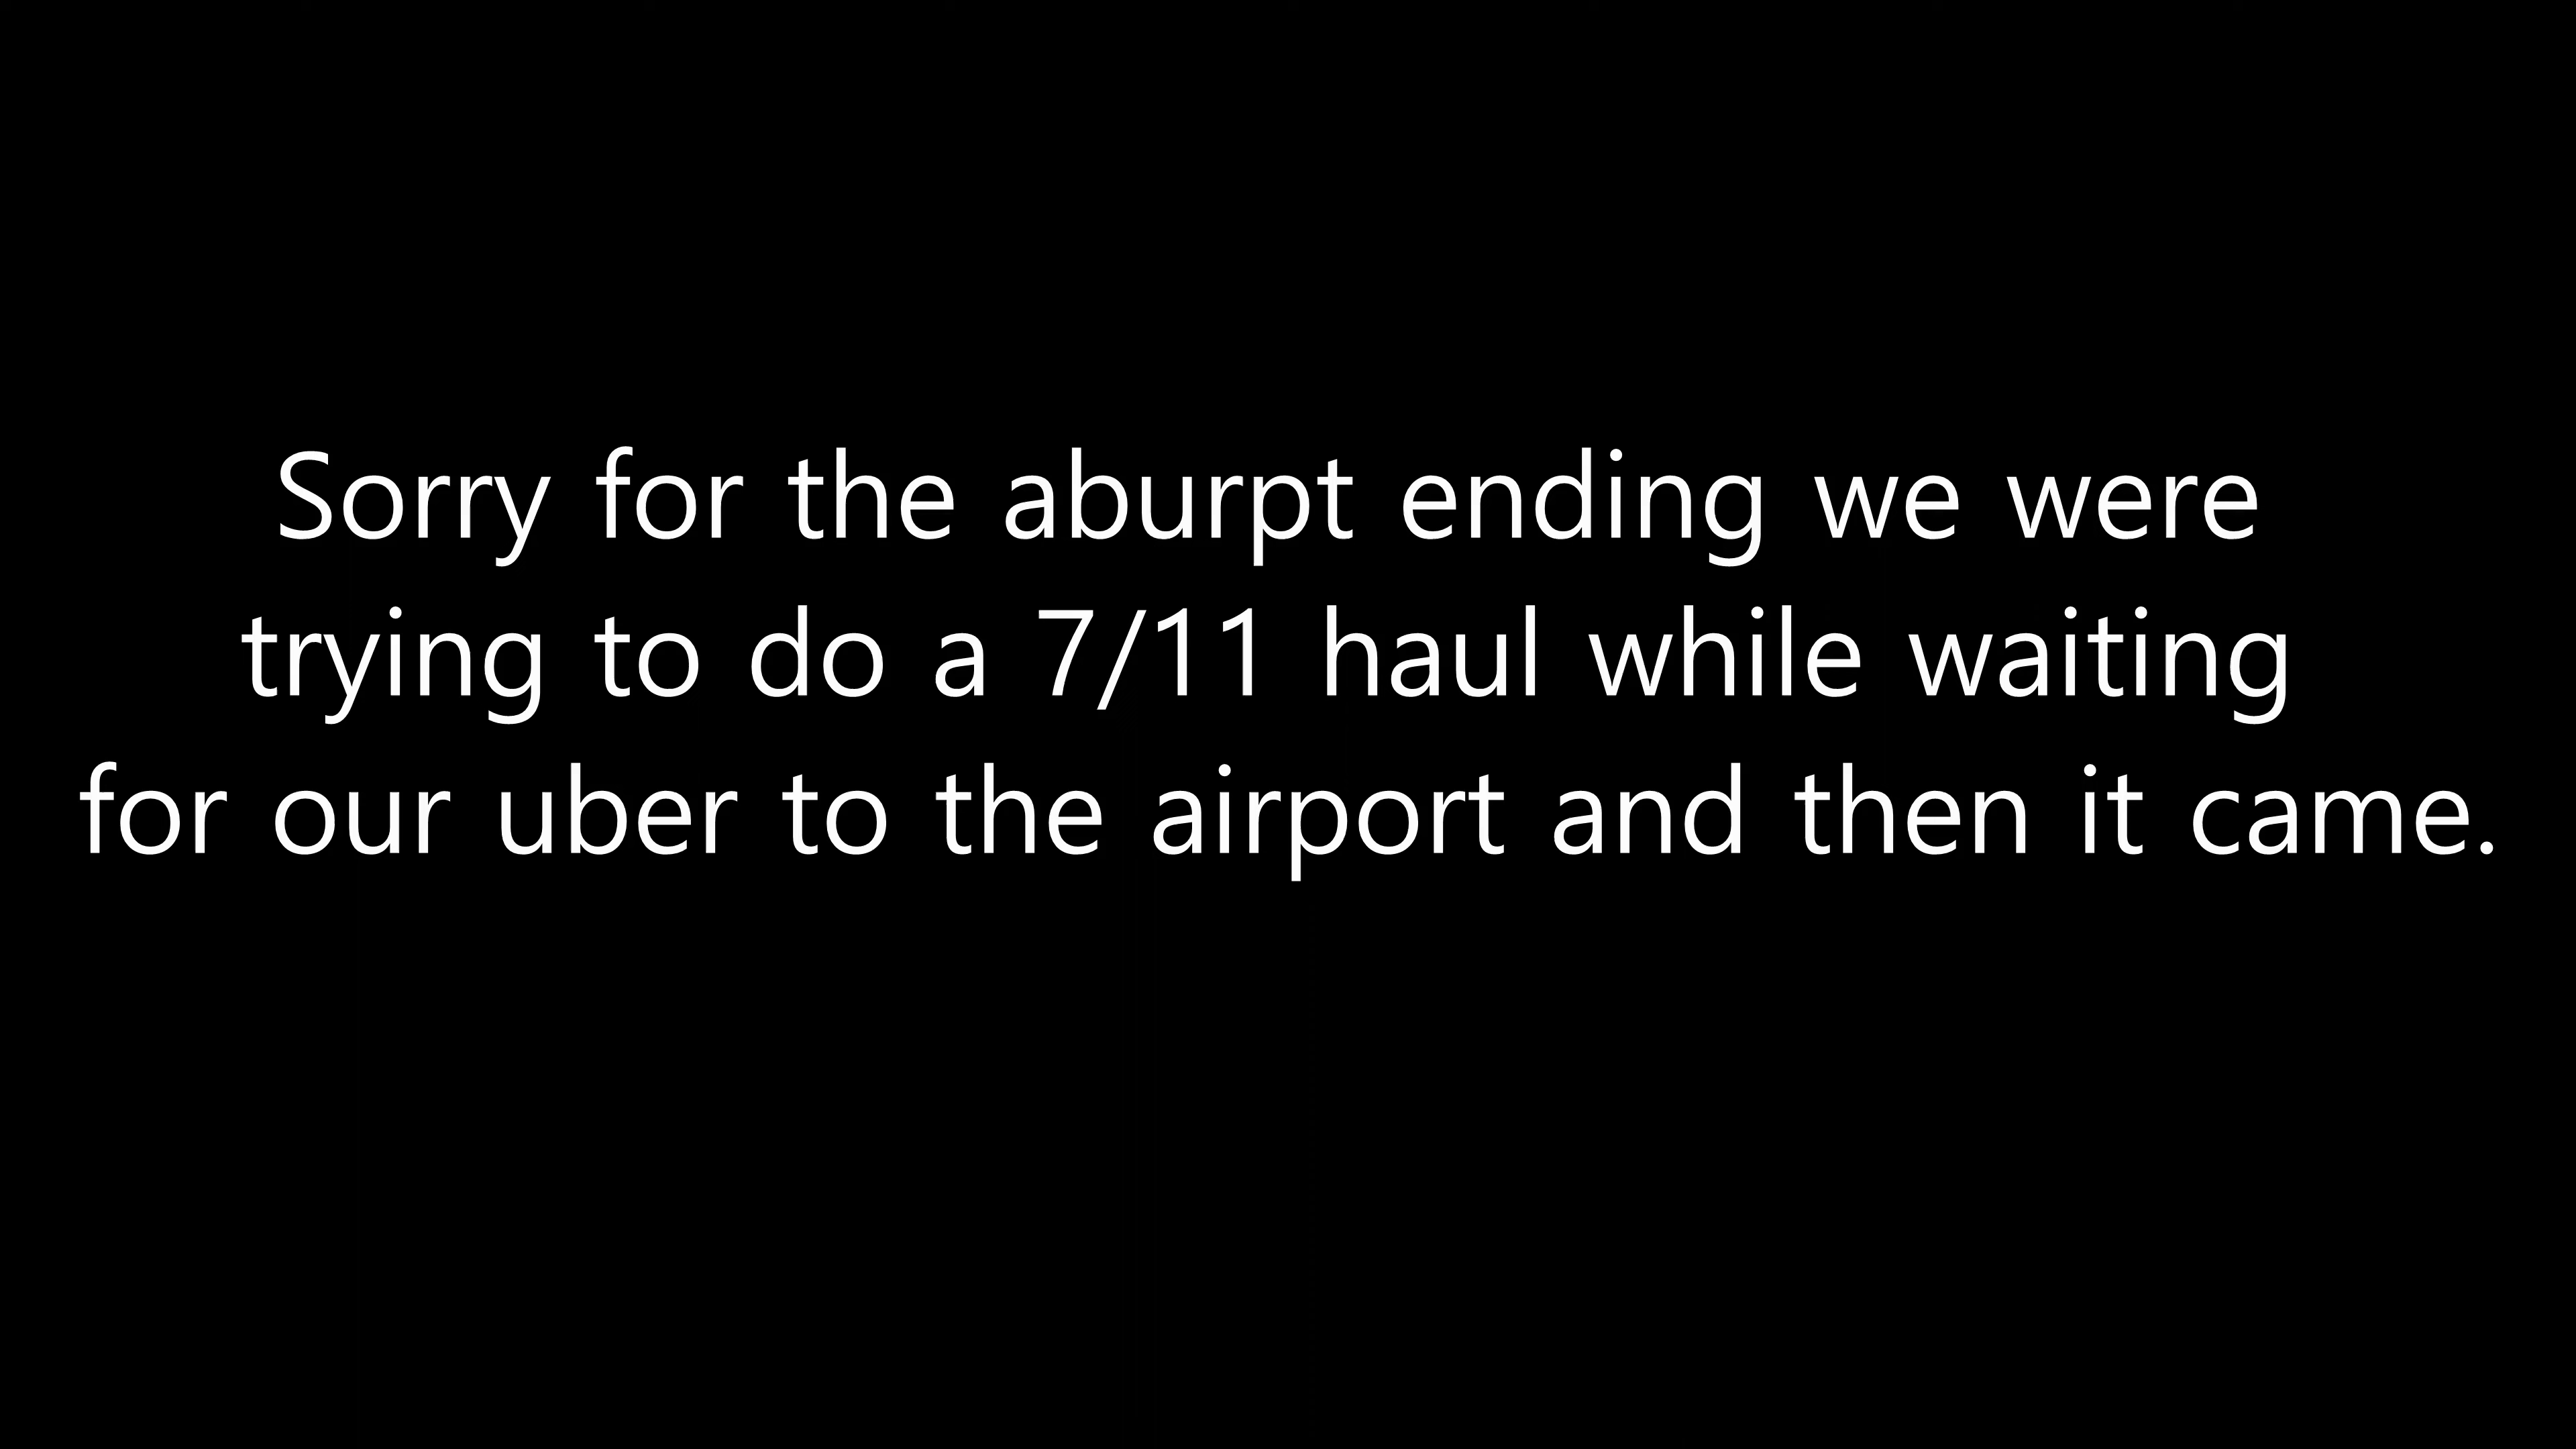 Sorry for the aburpt ending we were
trying to do a 7/11 haul while waiting
for our uber to the airport and then it came.